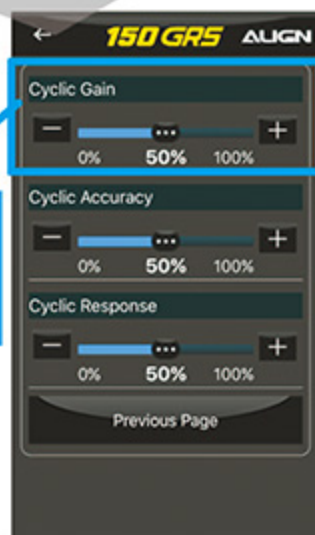 ← 150 GRS ALIGN
Cyclic Gain
− +
0% 50% 100%
Cyclic Accuracy
− +
0% 50% 100%
Cyclic Response
− +
0% 50% 100%
Previous Page